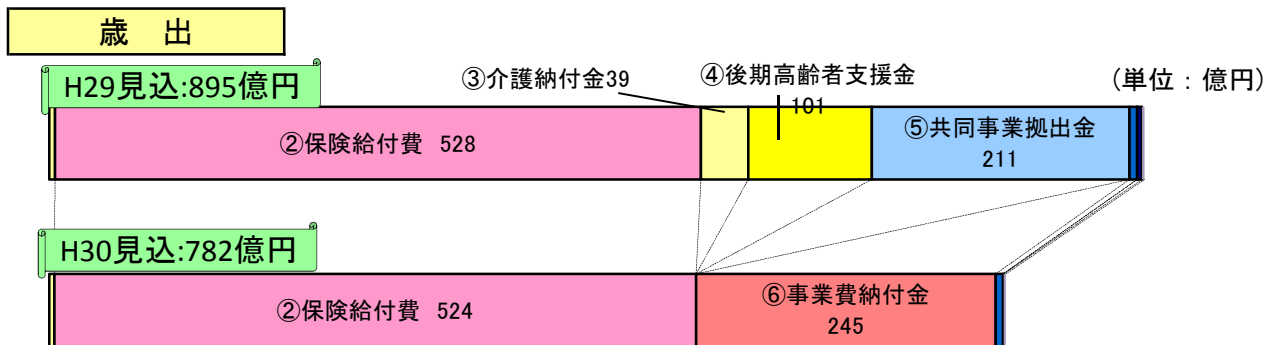 歳 出
H29見込:895億円
③介護納付金39
④後期高齢者支援金
101
(単位：億円)
②保険給付費 528
⑤共同事業拠出金
211
H30見込:782億円
②保険給付費 524
⑥事業費納付金
245